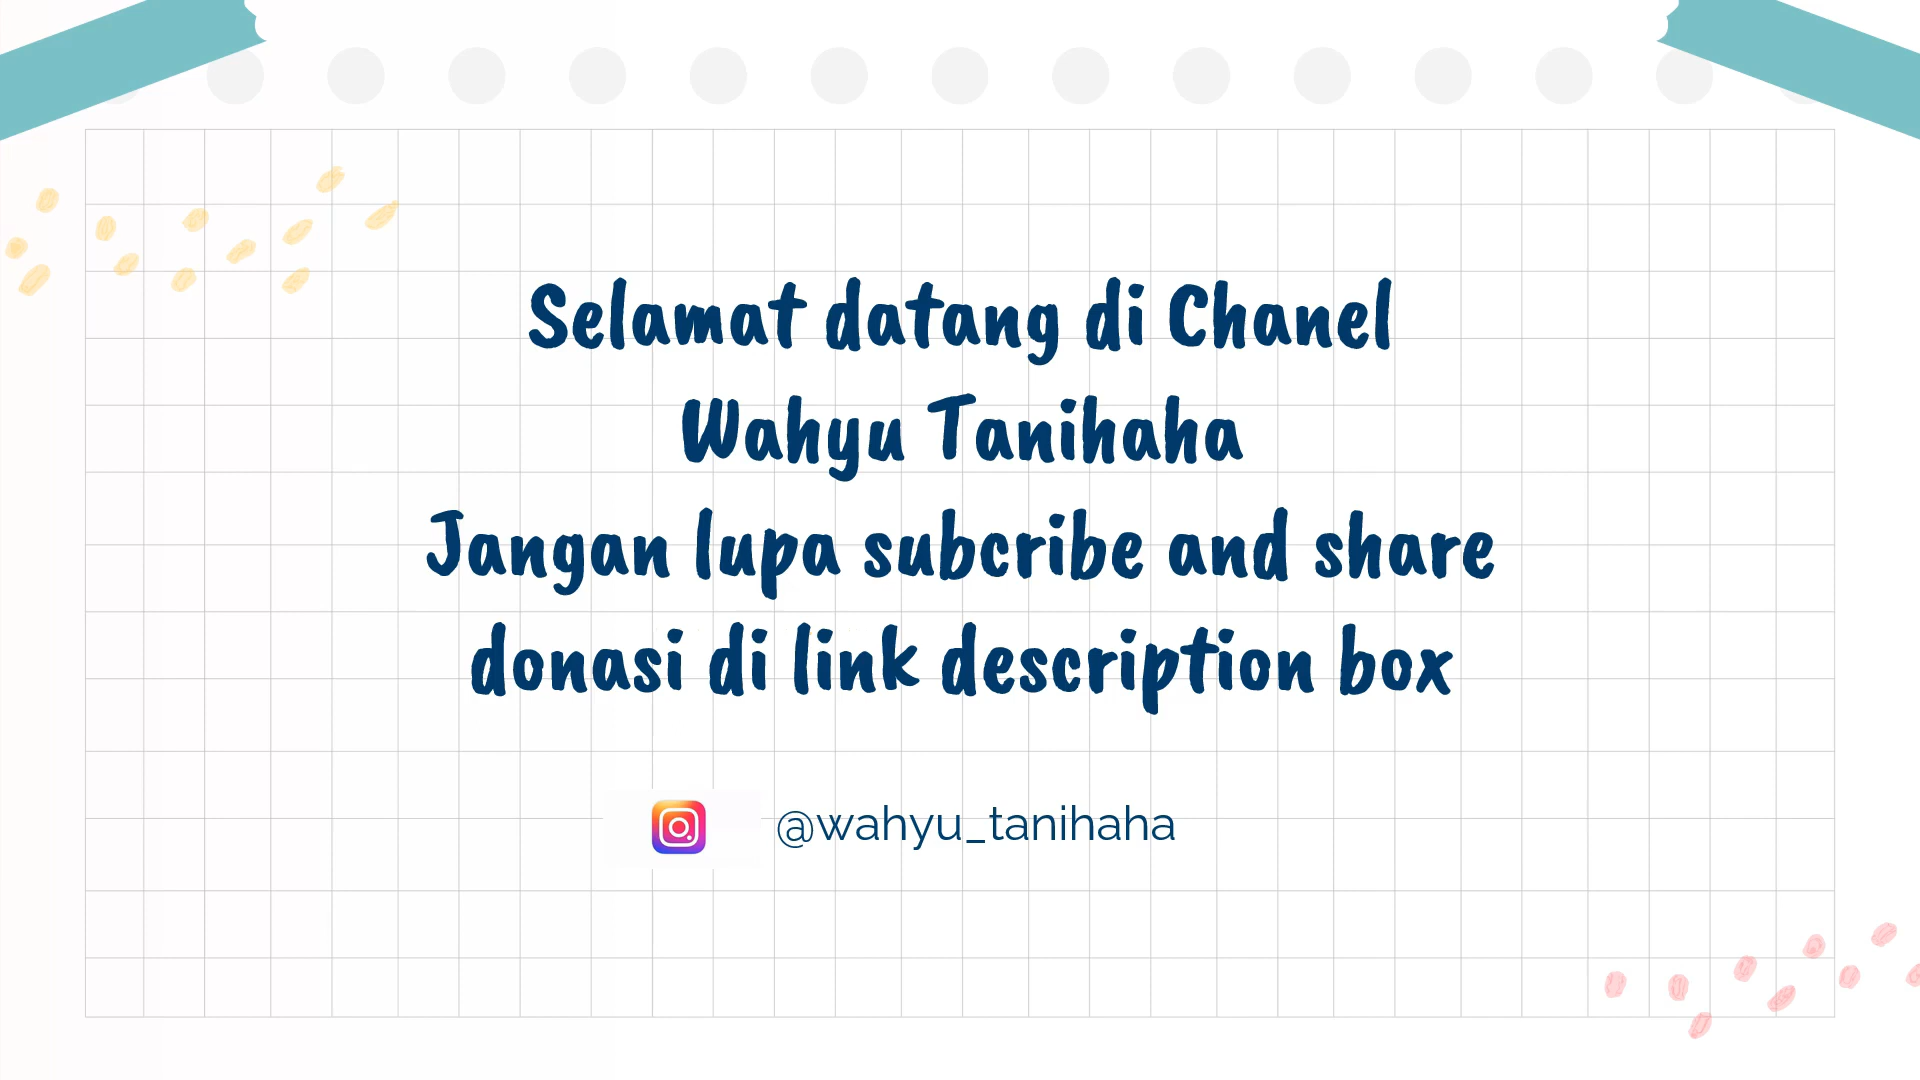 Selamat datang di Chanel
Wahyu Tanihaha
Jangan lupa subcribe and share
donasi di link description box
@wahyu_tanihaha